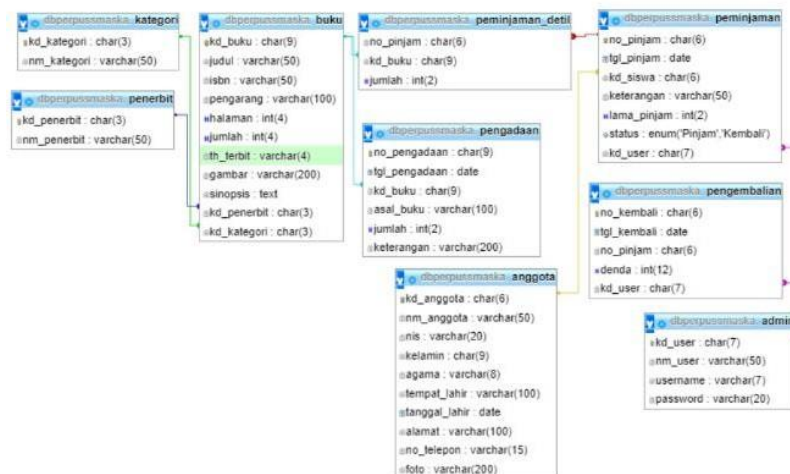 dbperpussmaska kategori
kd_kategori : char(3)
nm_kategori : varchar(50)
dbperpussmaska penerbit
kd_penerbit : char(3)
nm_penerbit : varchar(50)
dbperpussmaska buku
kd_buku : char(9)
judul : varchar(50)
isbn : varchar(50)
pengarang : varchar(100)
halaman : int(4)
jumlah : int(4)
th_terbit : varchar(4)
gambar : varchar(200)
sinopsis : text
kd_penerbit : char(3)
kd_kategori : char(3)
dbperpussmaska peminjaman_detil
no_pinjam : char(6)
kd_buku : char(9)
jumlah : int(2)
dbperpussmaska pengadaan
no_pengadaan : char(9)
tgl_pengadaan : date
kd_buku : char(9)
asal_buku : varchar(100)
jumlah : int(2)
keterangan : varchar(200)
dbperpussmaska anggota
kd_anggota : char(6)
nm_anggota : varchar(50)
nis : varchar(20)
kelamin : char(9)
agama : varchar(8)
tempat_lahir : varchar(100)
tanggal_lahir : date
alamat : varchar(100)
no_telepon : varchar(15)
foto : varchar(200)
dbperpussmaska peminjaman
no_pinjam : char(6)
tgl_pinjam : date
kd_siswa : char(6)
keterangan : varchar(50)
lama_pinjam : int(2)
status : enum('Pinjam','Kembali')
kd_user : char(7)
dbperpussmaska pengembalian
no_kembali : char(6)
tgl_kembali : date
no_pinjam : char(6)
denda : int(12)
kd_user : char(7)
dbperpussmaska admin
kd_user : char(7)
nm_user : varchar(50)
username : varchar(7)
password : varchar(20)